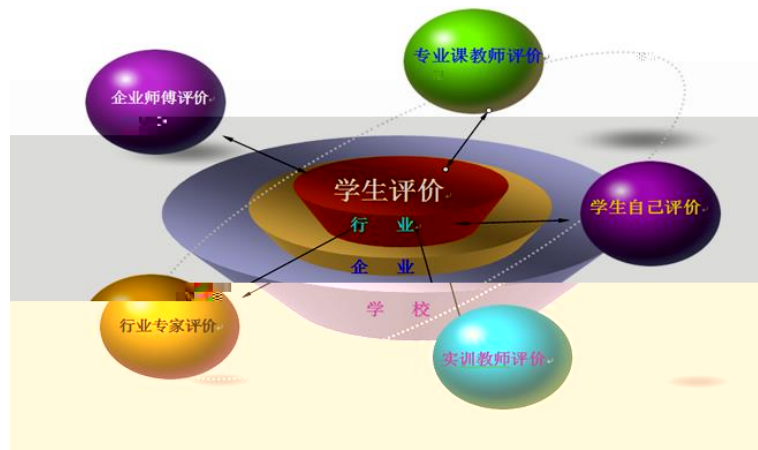 专业课教师评价
企业师傅评价
学生评价
学生自己评价
行 业
企 业
学 校
行业专家评价
实训教师评价